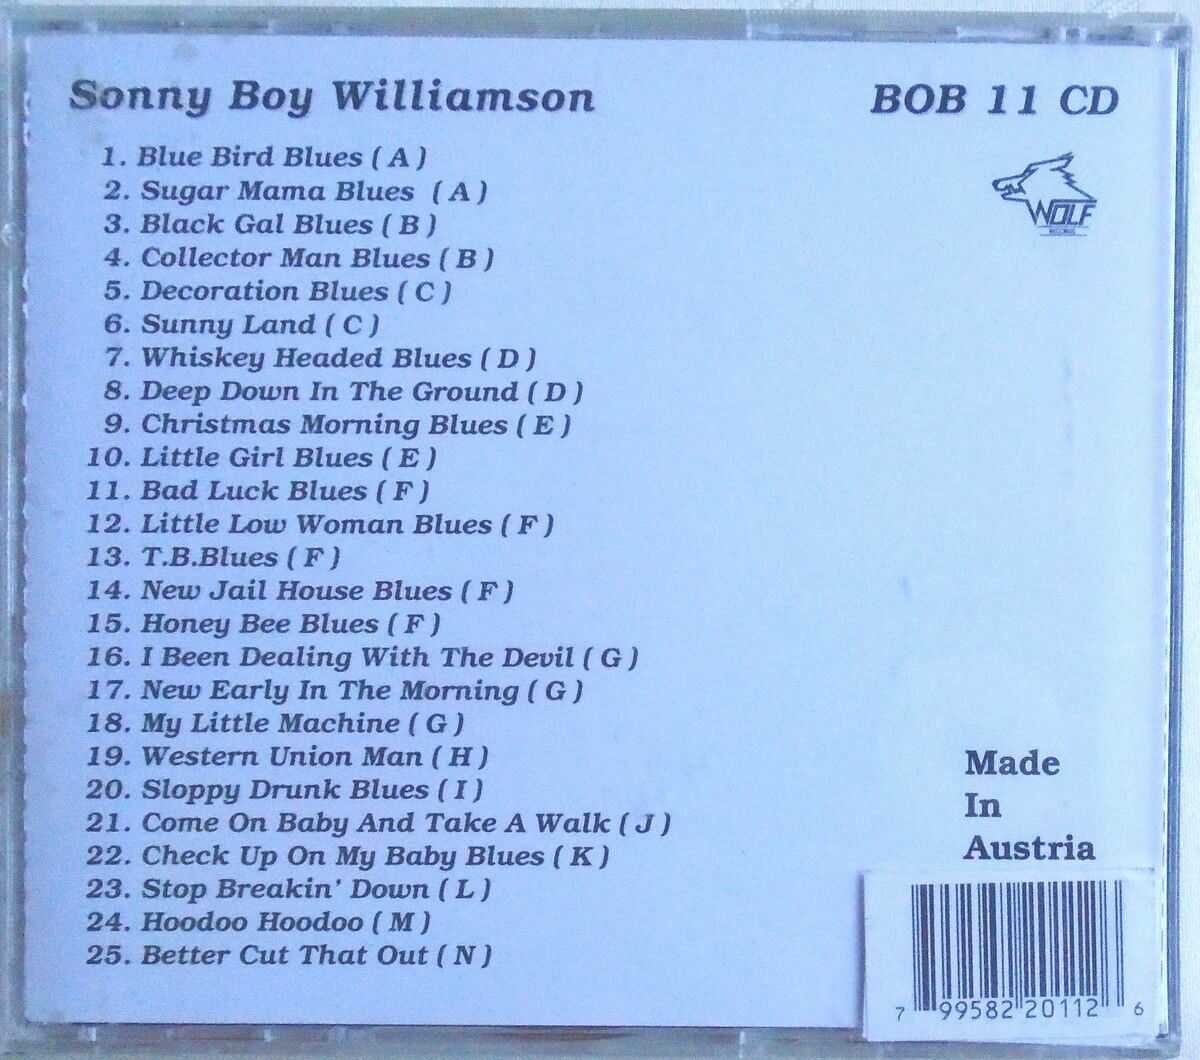 Sonny Boy Williamson
BOB 11 CD
1. Blue Bird Blues ( A )
2. Sugar Mama Blues ( A )
3. Black Gal Blues ( B )
4. Collector Man Blues ( B )
5. Decoration Blues ( C )
6. Sunny Land ( C )
7. Whiskey Headed Blues ( D )
8. Deep Down In The Ground ( D )
9. Christmas Morning Blues ( E )
10. Little Girl Blues ( E )
11. Bad Luck Blues ( F )
12. Little Low Woman Blues ( F )
13. T.B.Blues ( F )
14. New Jail House Blues ( F )
15. Honey Bee Blues ( F )
16. I Been Dealing With The Devil ( G )
17. New Early In The Morning ( G )
18. My Little Machine ( G )
19. Western Union Man ( H )
20. Sloppy Drunk Blues ( I )
21. Come On Baby And Take A Walk ( J )
22. Check Up On My Baby Blues ( K )
23. Stop Breakin' Down ( L )
24. Hoodoo Hoodoo ( M )
25. Better Cut That Out ( N )
WOLF
RECORDS
Made
In
Austria
7 99582 20112 6